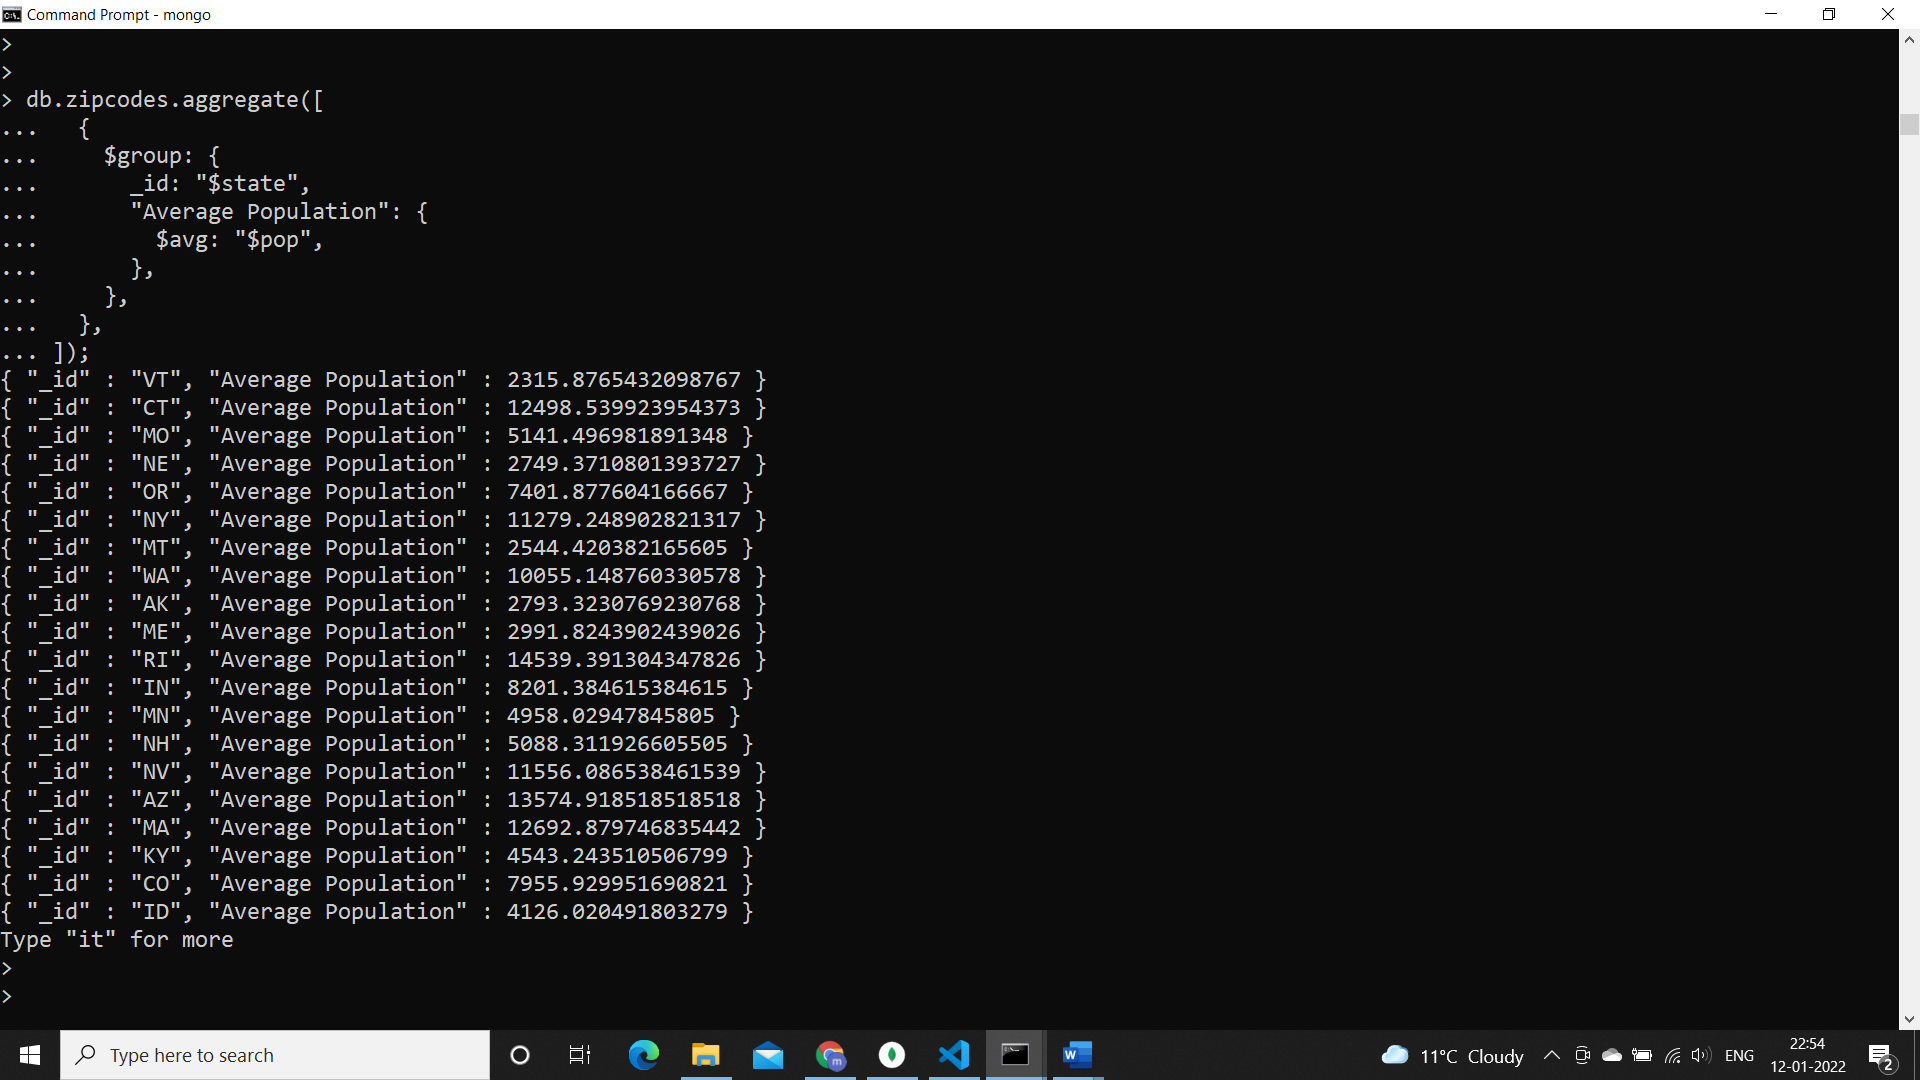 Command Prompt - mongo
>
>
> db.zipcodes.aggregate([
...   {
...     $group: {
...       _id: "$state",
...       "Average Population": {
...         $avg: "$pop",
...       },
...     },
...   },
... ]);
{ "_id" : "VT", "Average Population" : 2315.8765432098767 }
{ "_id" : "CT", "Average Population" : 12498.539923954373 }
{ "_id" : "MO", "Average Population" : 5141.496981891348 }
{ "_id" : "NE", "Average Population" : 2749.3710801393727 }
{ "_id" : "OR", "Average Population" : 7401.877604166667 }
{ "_id" : "NY", "Average Population" : 11279.248902821317 }
{ "_id" : "MT", "Average Population" : 2544.420382165605 }
{ "_id" : "WA", "Average Population" : 10055.148760330578 }
{ "_id" : "AK", "Average Population" : 2793.3230769230768 }
{ "_id" : "ME", "Average Population" : 2991.8243902439026 }
{ "_id" : "RI", "Average Population" : 14539.391304347826 }
{ "_id" : "IN", "Average Population" : 8201.384615384615 }
{ "_id" : "MN", "Average Population" : 4958.02947845805 }
{ "_id" : "NH", "Average Population" : 5088.311926605505 }
{ "_id" : "NV", "Average Population" : 11556.086538461539 }
{ "_id" : "AZ", "Average Population" : 13574.918518518518 }
{ "_id" : "MA", "Average Population" : 12692.879746835442 }
{ "_id" : "KY", "Average Population" : 4543.243510506799 }
{ "_id" : "CO", "Average Population" : 7955.929951690821 }
{ "_id" : "ID", "Average Population" : 4126.020491803279 }
Type "it" for more
>
>
Type here to search
11°C Cloudy
ENG
22:54
12-01-2022
2